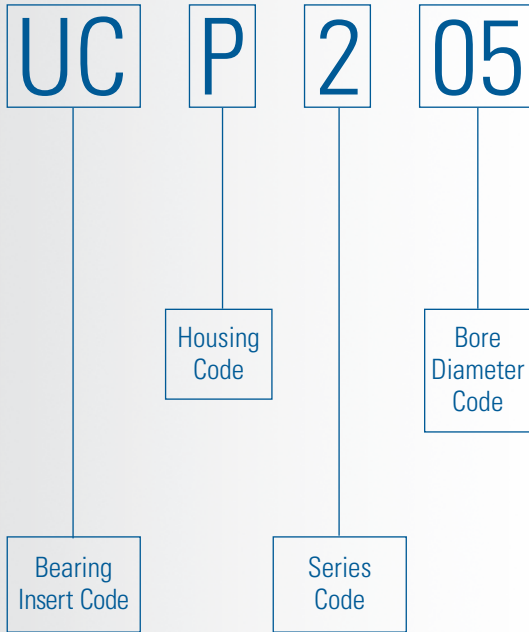 UC P 2 05
Housing
Code
Bore
Diameter
Code
Bearing
Insert Code
Series
Code